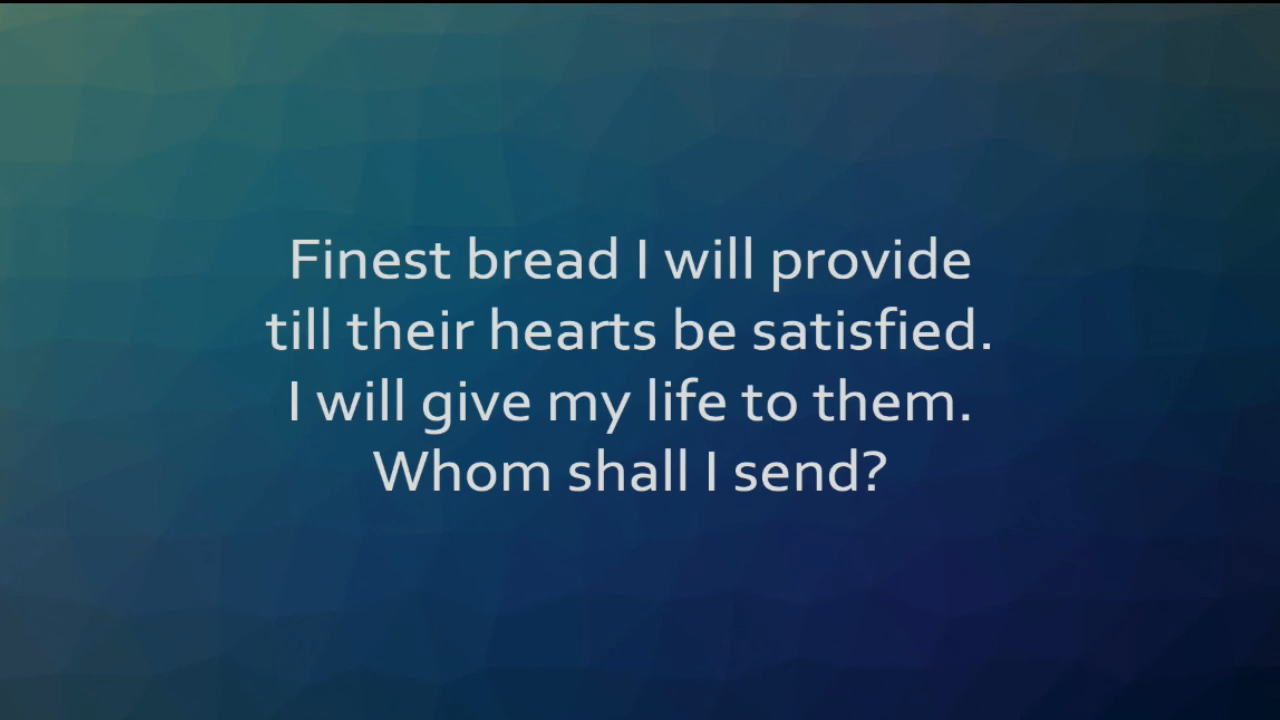 Finest bread I will provide
till their hearts be satisfied.
I will give my life to them.
Whom shall I send?